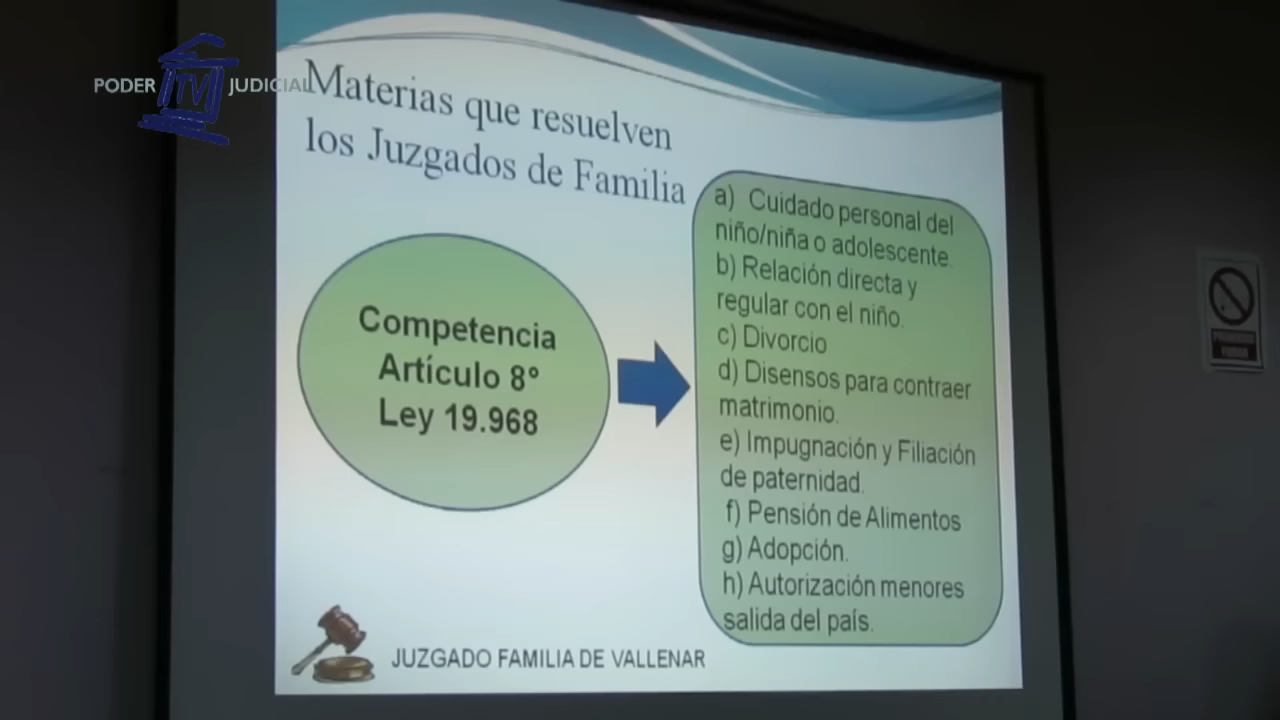 PODER TV JUDICIAL
Materias que resuelven
los Juzgados de Familia
Competencia
Artículo 8°
Ley 19.968
a) Cuidado personal del
niño/niña o adolescente.
b) Relación directa y
regular con el niño.
c) Divorcio
d) Disensos para contraer
matrimonio.
e) Impugnación y Filiación
de paternidad.
f) Pensión de Alimentos
g) Adopción.
h) Autorización menores
salida del país.
JUZGADO FAMILIA DE VALLENAR